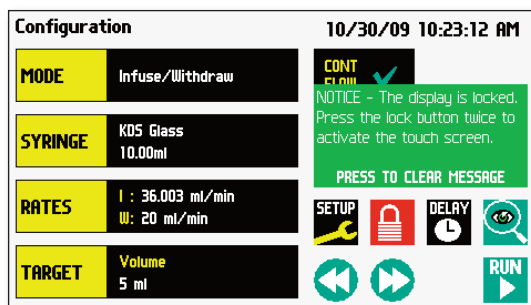 Configuration
10/30/09 10:23:12 AM
MODE
Infuse/Withdraw
SYRINGE
KDS Glass
10.00ml
RATES
I : 36.003 ml/min
W: 20 ml/min
TARGET
Volume
5 ml
CONT
FLOW
NOTICE - The display is locked.
Press the lock button twice to
activate the touch screen.
PRESS TO CLEAR MESSAGE
SETUP
DELAY
RUN